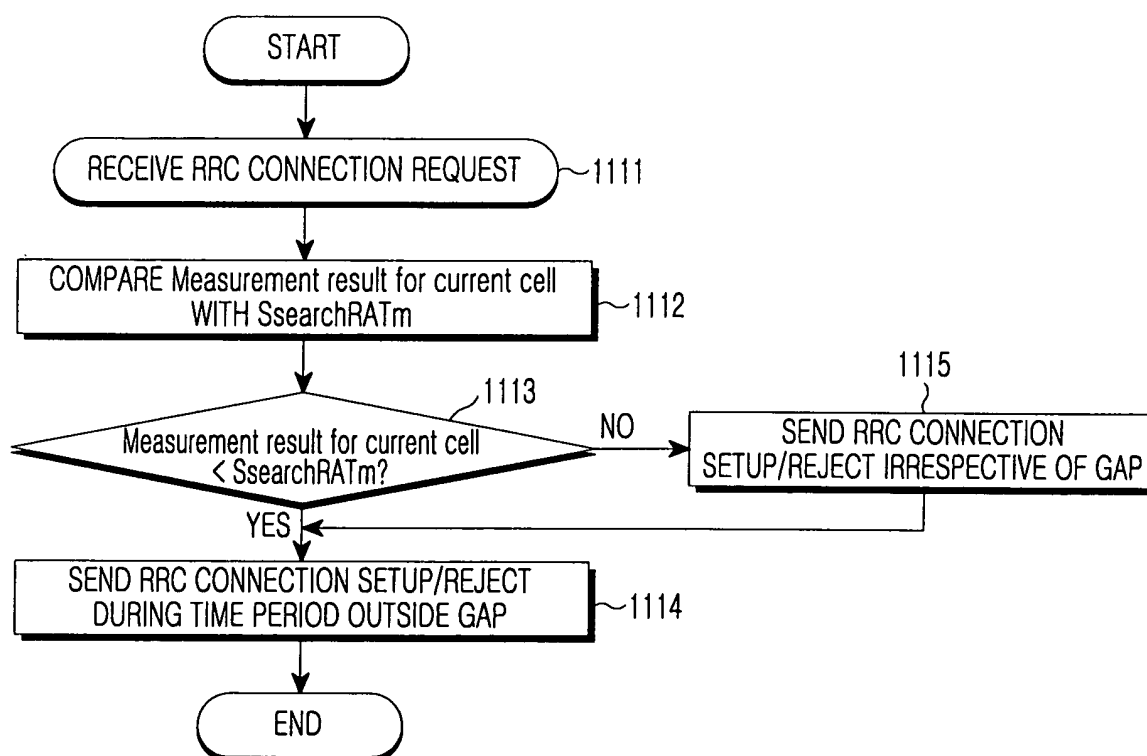 START
RECEIVE RRC CONNECTION REQUEST
1111
COMPARE Measurement result for current cell
WITH SsearchRATm
1112
1113
Measurement result for current cell
< SsearchRATm?
NO
1115
SEND RRC CONNECTION
SETUP/REJECT IRRESPECTIVE OF GAP
YES
SEND RRC CONNECTION SETUP/REJECT
DURING TIME PERIOD OUTSIDE GAP
1114
END